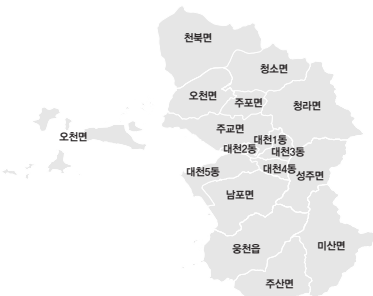 천북면
청소면
오천면
주포면
청라면
주교면
오천면
대천1동
대천2동
대천3동
대천4동
대천5동
성주면
남포면
웅천읍
미산면
주산면